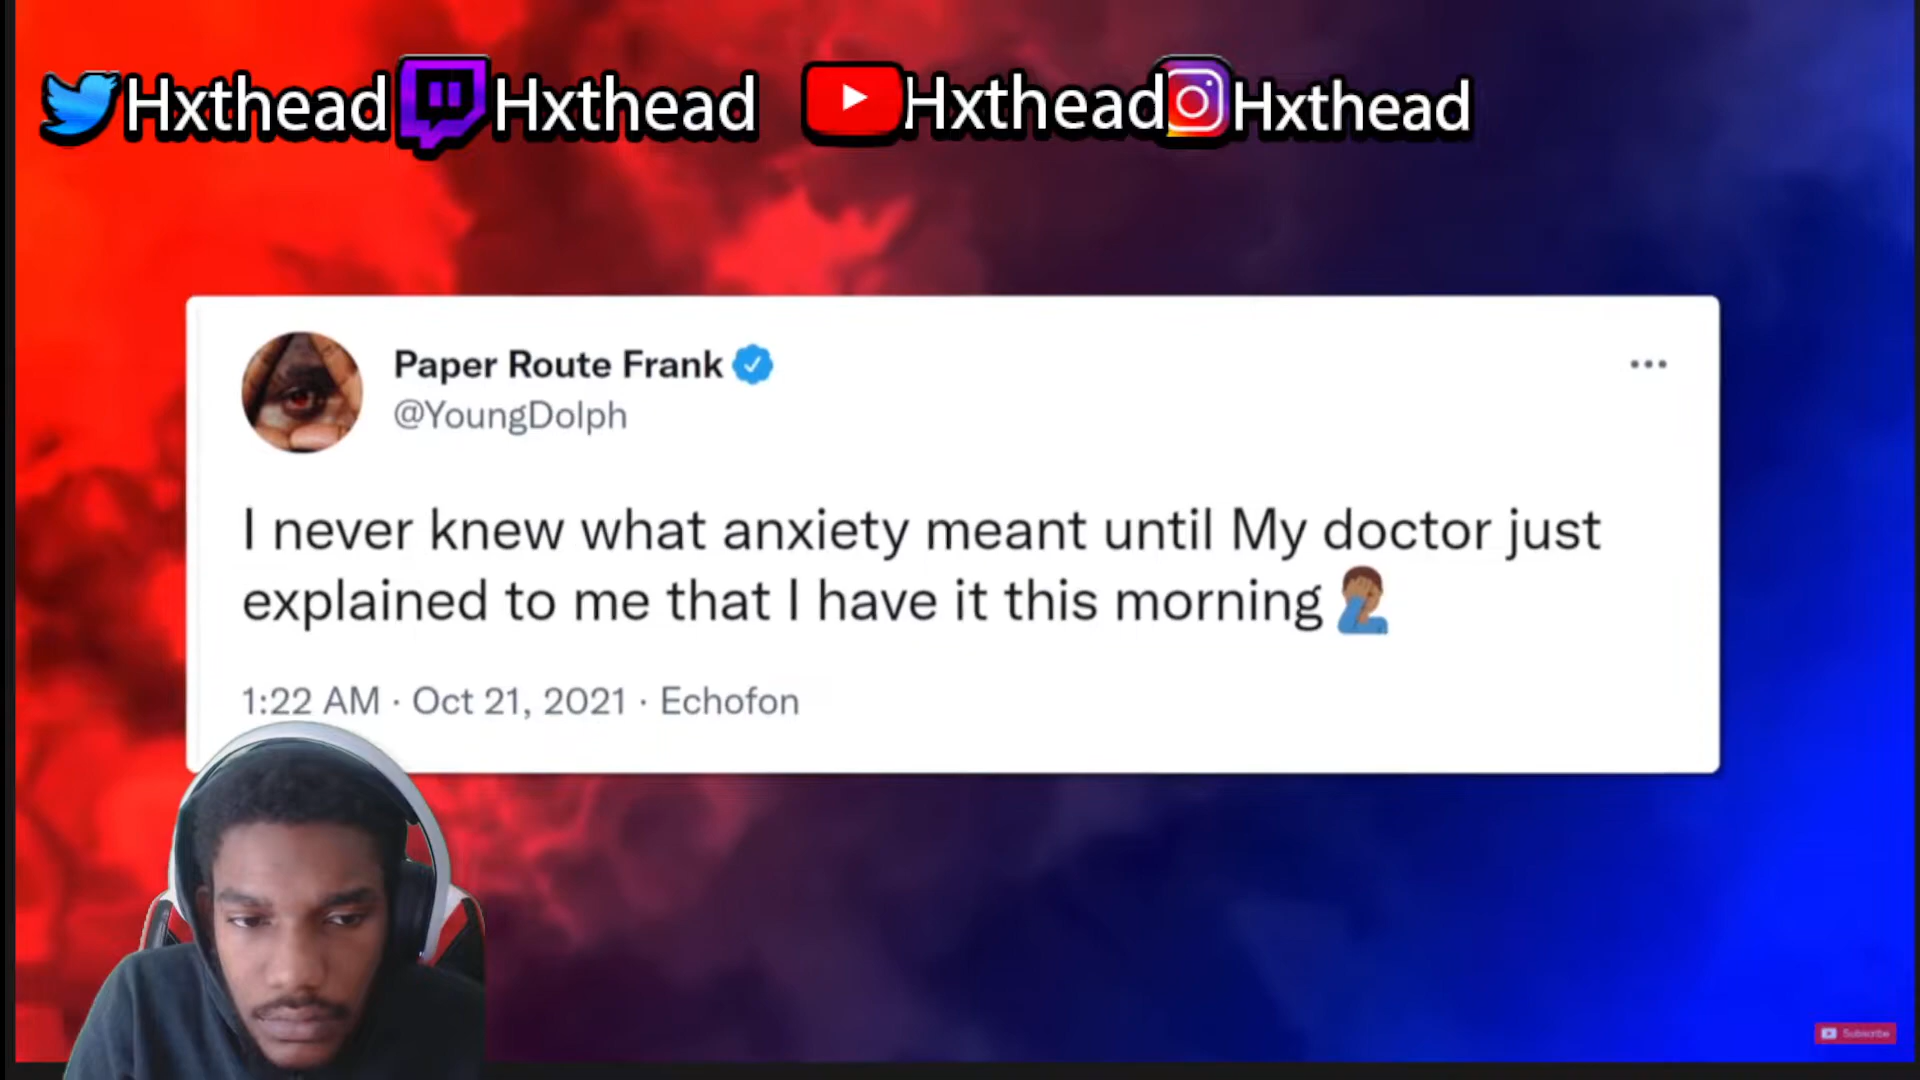 Hxthead Hxthead Hxthead Hxthead
Paper Route Frank
@YoungDolph
I never knew what anxiety meant until My doctor just
explained to me that I have it this morning 🤦🏾‍♂️
1:22 AM · Oct 21, 2021 · Echofon
Subscribe